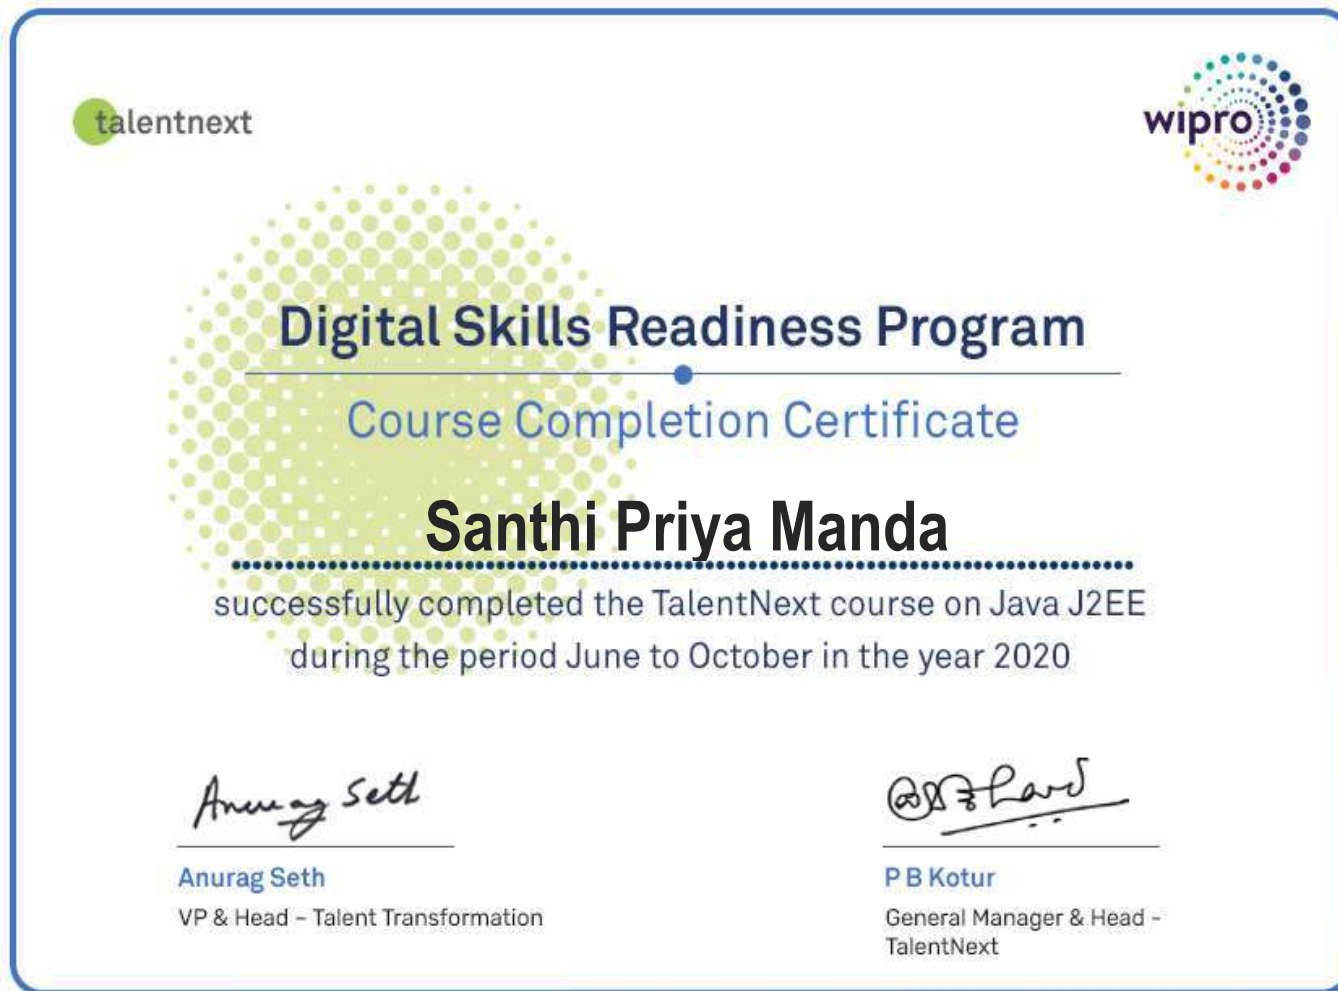 talentnext
wipro
Digital Skills Readiness Program
Course Completion Certificate
Santhi Priya Manda
successfully completed the TalentNext course on Java J2EE
during the period June to October in the year 2020
Anurag Seth
Anurag Seth
VP & Head – Talent Transformation
P B Kotur
General Manager & Head -
TalentNext